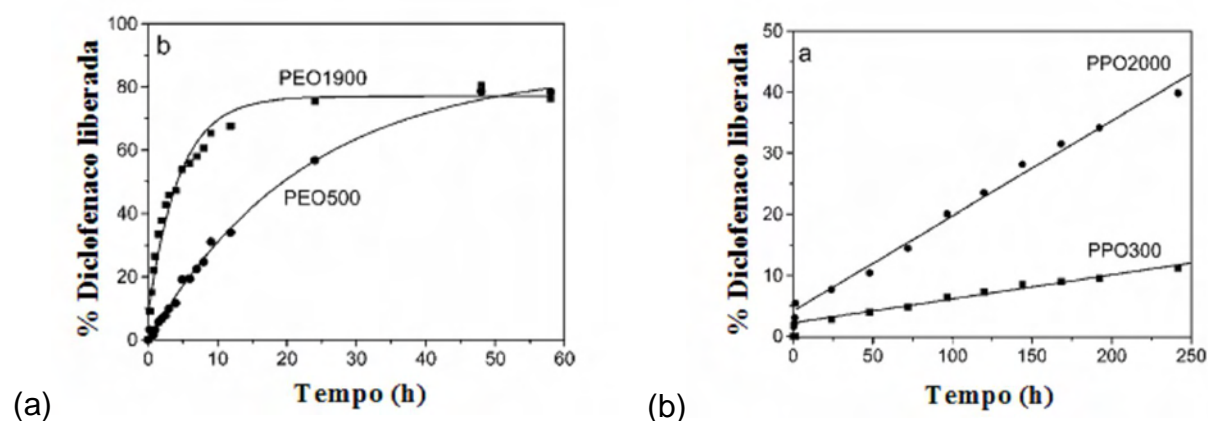 % Diclofenaco liberada
100
80
60
40
20
0
b
PEO1900
PEO500
0 10 20 30 40 50 60
Tempo (h)
(a)
% Diclofenaco liberada
50
40
30
20
10
0
a
PPO2000
PPO300
0 50 100 150 200 250
Tempo (h)
(b)